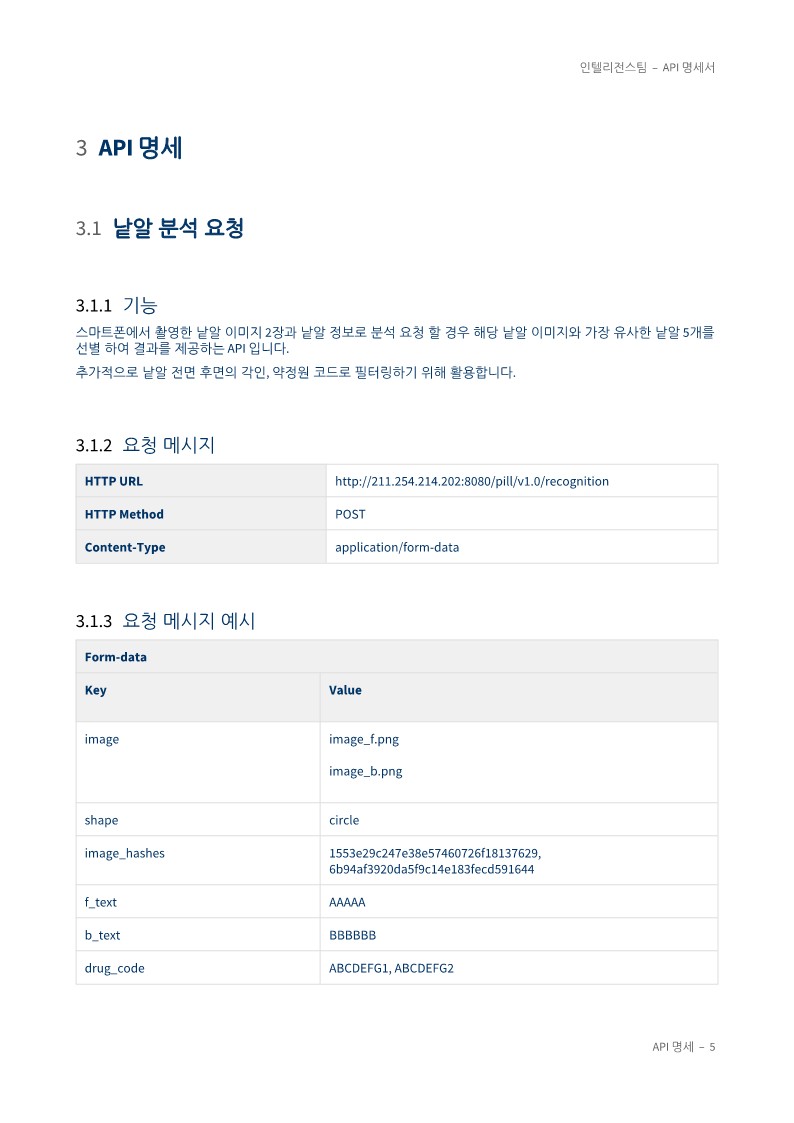 인텔리전스팀 – API 명세서
3 API 명세
3.1 낱알 분석 요청
3.1.1 기능
스마트폰에서 촬영한 낱알 이미지 2장과 낱알 정보로 분석 요청 할 경우 해당 낱알 이미지와 가장 유사한 낱알 5개를
선별 하여 결과를 제공하는 API 입니다.
추가적으로 낱알 전면 후면의 각인, 약정원 코드로 필터링하기 위해 활용합니다.
3.1.2 요청 메시지
HTTP URL http://211.254.214.202:8080/pill/v1.0/recognition
HTTP Method POST
Content-Type application/form-data
3.1.3 요청 메시지 예시
Form-data
Key Value
image image_f.png
image_b.png
shape circle
image_hashes 1553e29c247e38e57460726f18137629,
6b94af3920da5f9c14e183fecd591644
f_text AAAAA
b_text BBBBBB
drug_code ABCDEFG1, ABCDEFG2
API 명세 – 5